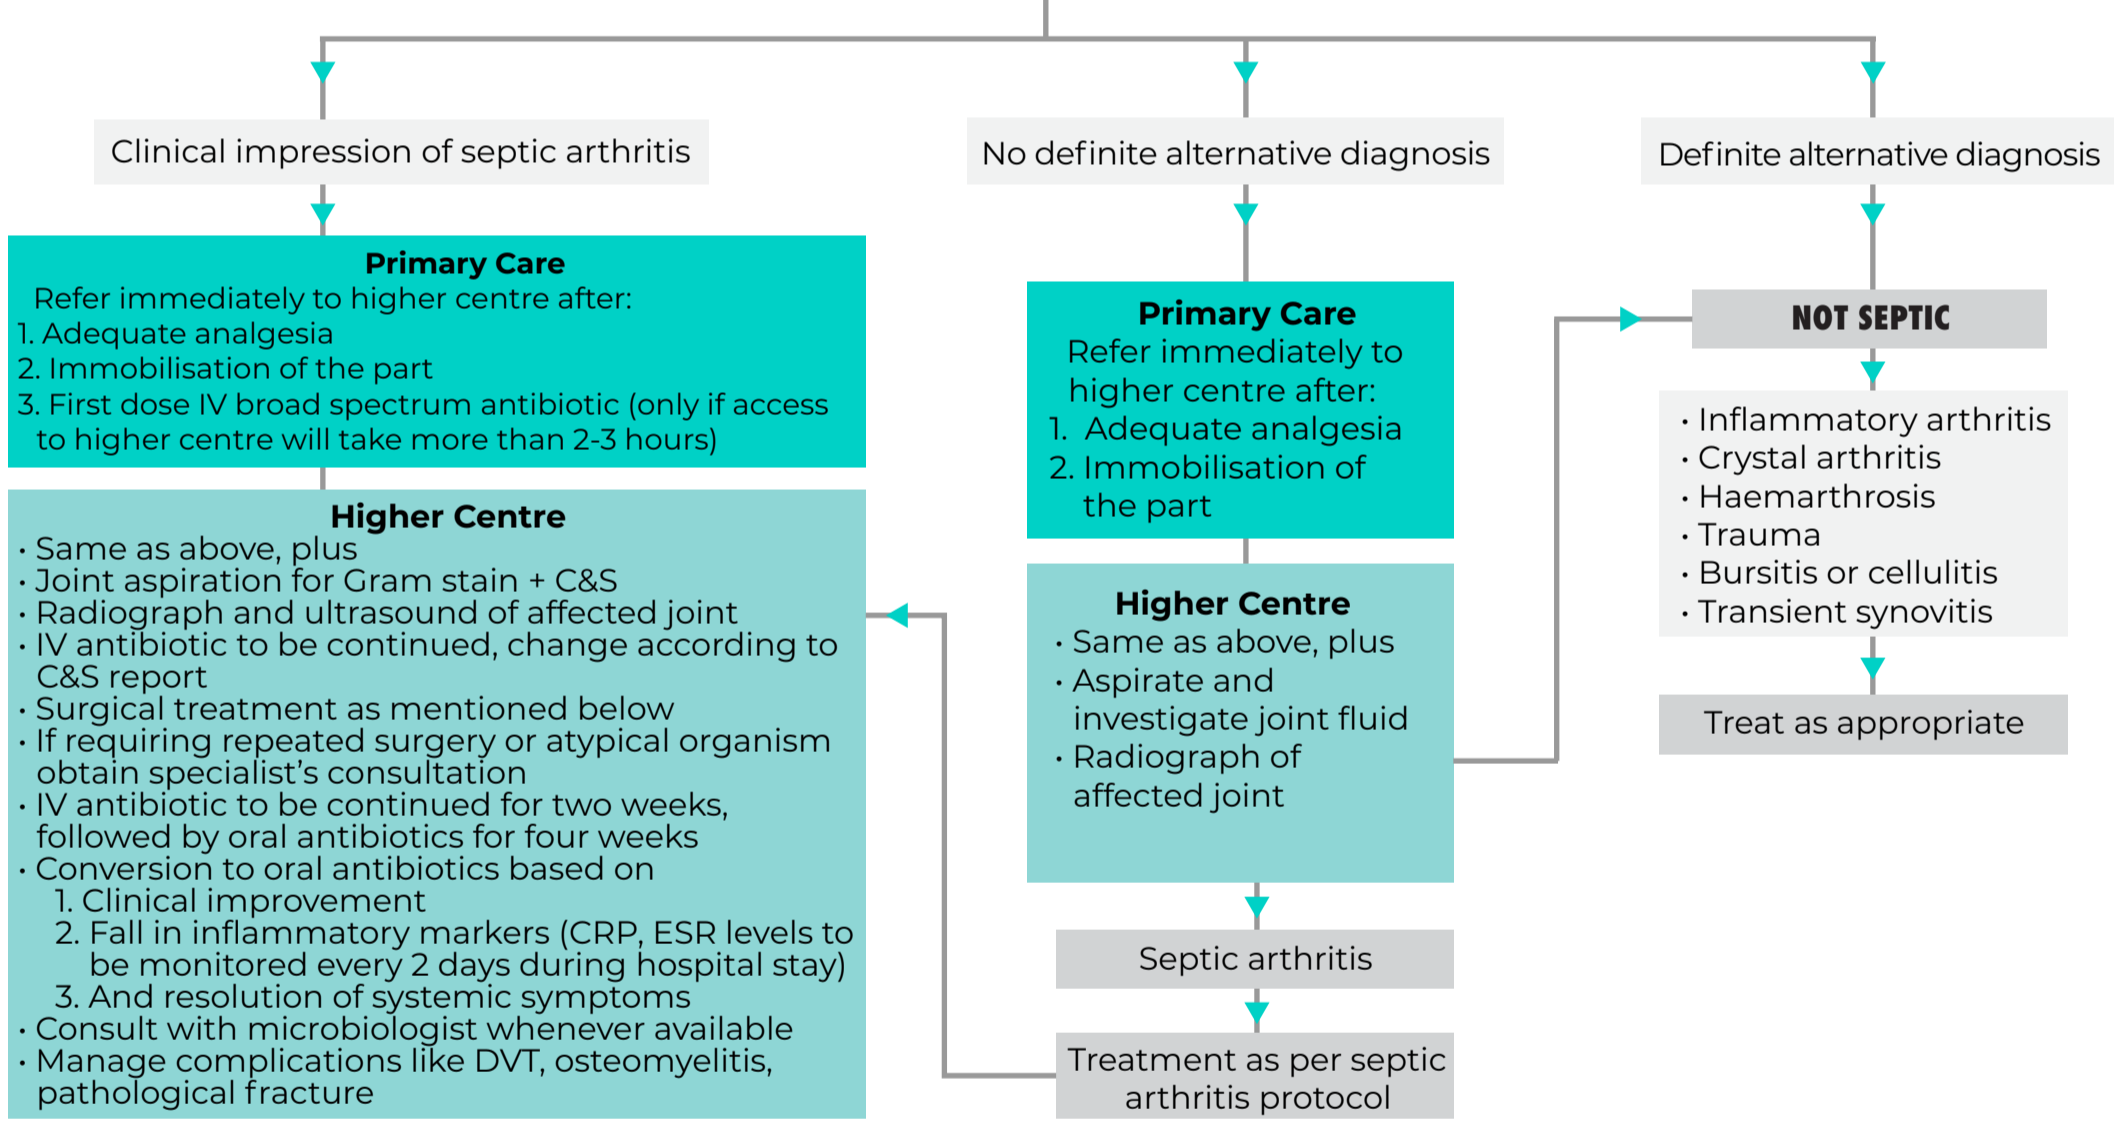 Clinical impression of septic arthritis
Primary Care
Refer immediately to higher centre after:
1. Adequate analgesia
2. Immobilisation of the part
3. First dose IV broad spectrum antibiotic (only if access
to higher centre will take more than 2-3 hours)
Higher Centre
· Same as above, plus
· Joint aspiration for Gram stain + C&S
· Radiograph and ultrasound of affected joint
· IV antibiotic to be continued, change according to
C&S report
· Surgical treatment as mentioned below
· If requiring repeated surgery or atypical organism
obtain specialist’s consultation
· IV antibiotic to be continued for two weeks,
followed by oral antibiotics for four weeks
· Conversion to oral antibiotics based on
1. Clinical improvement
2. Fall in inflammatory markers (CRP, ESR levels to
be monitored every 2 days during hospital stay)
3. And resolution of systemic symptoms
· Consult with microbiologist whenever available
· Manage complications like DVT, osteomyelitis,
pathological fracture
No definite alternative diagnosis
Primary Care
Refer immediately to
higher centre after:
1. Adequate analgesia
2. Immobilisation of
the part
Higher Centre
· Same as above, plus
· Aspirate and
investigate joint fluid
· Radiograph of
affected joint
Septic arthritis
Treatment as per septic
arthritis protocol
Definite alternative diagnosis
NOT SEPTIC
· Inflammatory arthritis
· Crystal arthritis
· Haemarthrosis
· Trauma
· Bursitis or cellulitis
· Transient synovitis
Treat as appropriate